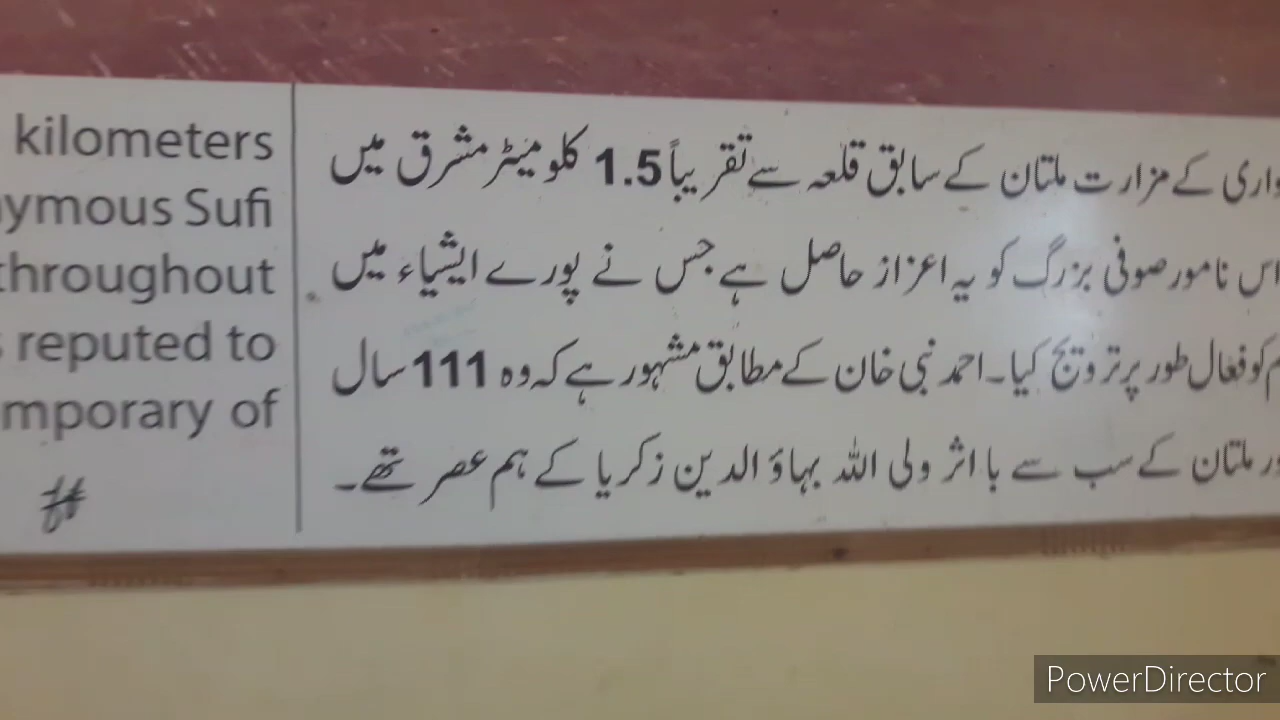 kilometers
Sufi
throughout
reputed to
of
کے مزارت ملتان کے سابق قلعہ سے تقریباً 1.5 کلومیٹر مشرق میں
اس نامور صوفی بزرگ کو یہ اعزاز حاصل ہے جس نے پورے ایشیاء میں
کو فعال طور پر ترویج کیا۔ احمد نبی خان کے مطابق مشہور ہے کہ وہ 111 سال
ملتان کے سب سے با اثر ولی اللہ بہاؤ الدین زکریا کے ہم عصر تھے۔
PowerDirector